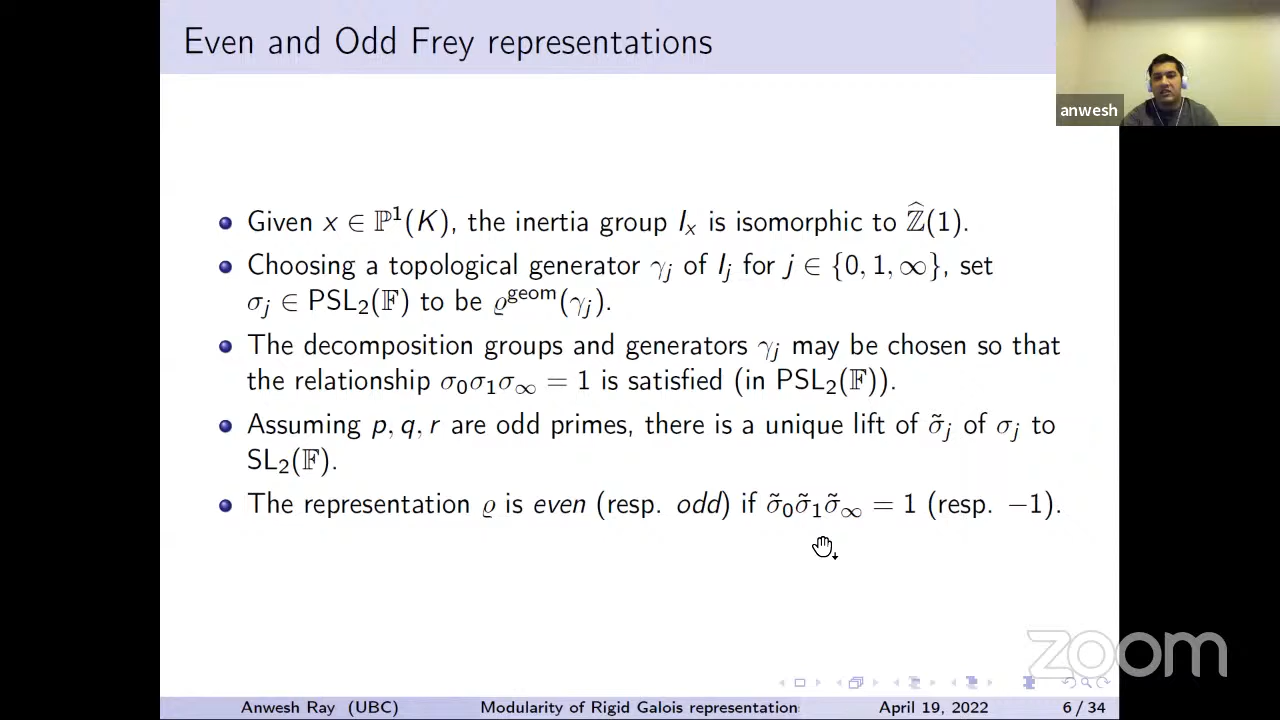 Even and Odd Frey representations
anwesh
Given x ∈ ℙ¹(K), the inertia group Iₓ is isomorphic to ℤ̂(1).
Choosing a topological generator γⱼ of Iⱼ for j ∈ {0, 1, ∞}, set
σⱼ ∈ PSL₂(𝔽) to be ϱ^geom(γⱼ).
The decomposition groups and generators γⱼ may be chosen so that
the relationship σ₀σ₁σ_∞ = 1 is satisfied (in PSL₂(𝔽)).
Assuming p, q, r are odd primes, there is a unique lift of σ̃ⱼ of σⱼ to
SL₂(𝔽).
The representation ϱ is even (resp. odd) if σ̃₀σ̃₁σ̃_∞ = 1 (resp. −1).
zoom
Anwesh Ray (UBC) Modularity of Rigid Galois representation April 19, 2022 6 / 34